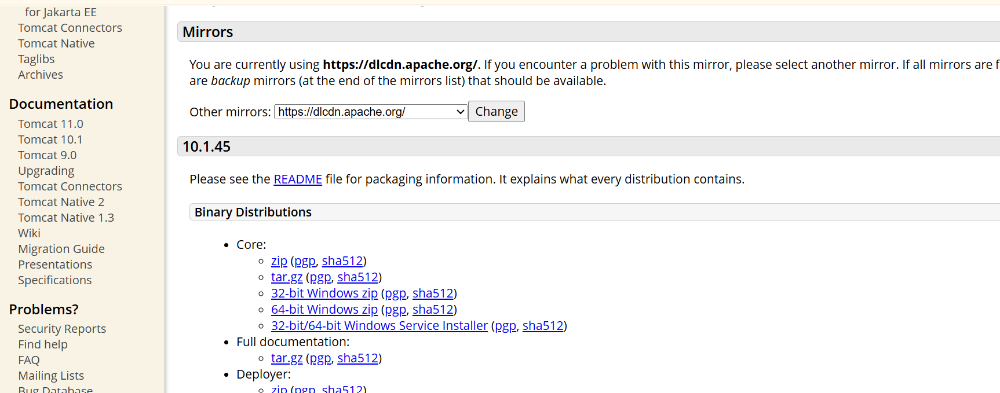 for Jakarta EE
Tomcat Connectors
Tomcat Native
Taglibs
Archives
Documentation
Tomcat 11.0
Tomcat 10.1
Tomcat 9.0
Upgrading
Tomcat Connectors
Tomcat Native 2
Tomcat Native 1.3
Wiki
Migration Guide
Presentations
Specifications
Problems?
Security Reports
Find help
FAQ
Mailing Lists
Bug Database
Mirrors
You are currently using https://dlcdn.apache.org/. If you encounter a problem with this mirror, please select another mirror. If all mirrors are
are backup mirrors (at the end of the mirrors list) that should be available.
Other mirrors: https://dlcdn.apache.org/ Change
10.1.45
Please see the README file for packaging information. It explains what every distribution contains.
Binary Distributions
• Core:
◦ zip (pgp, sha512)
◦ tar.gz (pgp, sha512)
◦ 32-bit Windows zip (pgp, sha512)
◦ 64-bit Windows zip (pgp, sha512)
◦ 32-bit/64-bit Windows Service Installer (pgp, sha512)
• Full documentation:
◦ tar.gz (pgp, sha512)
• Deployer:
◦ zip (pgp, sha512)